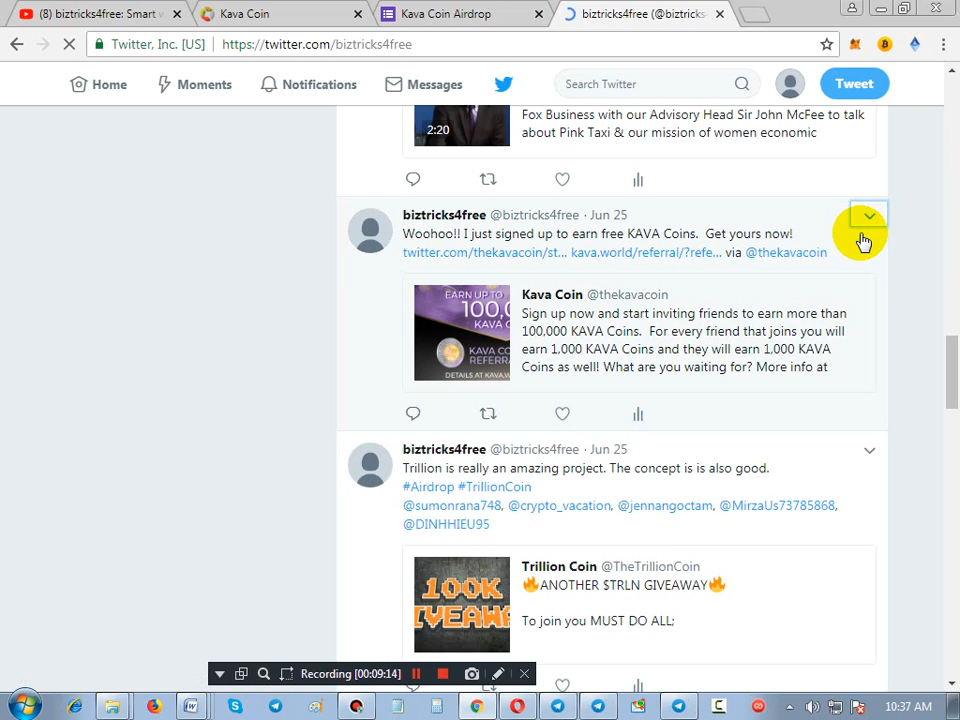 (8) biztricks4free: Smart v
Kava Coin
Kava Coin Airdrop
biztricks4free (@biztricks
Twitter, Inc. [US]
https://twitter.com/biztricks4free
Home
Moments
Notifications
Messages
Search Twitter
Tweet
2:20
Fox Business with our Advisory Head Sir John McFee to talk
about Pink Taxi & our mission of women economic
biztricks4free @biztricks4free · Jun 25
Woohoo!! I just signed up to earn free KAVA Coins. Get yours now!
twitter.com/thekavacoin/st... kava.world/referral/?refe... via @thekavacoin
EARN UP TO
100,0
KAVA C
KAVA CO
REFERRA
DETAILS AT KAVA.W
Kava Coin @thekavacoin
Sign up now and start inviting friends to earn more than
100,000 KAVA Coins. For every friend that joins you will
earn 1,000 KAVA Coins and they will earn 1,000 KAVA
Coins as well! What are you waiting for? More info at
biztricks4free @biztricks4free · Jun 25
Trillion is really an amazing project. The concept is is also good.
#Airdrop #TrillionCoin
@sumonrana748, @crypto_vacation, @jennangoctam, @MirzaUs73785868,
@DINHHIEU95
100K
IVEAWA
Trillion Coin @TheTrillionCoin
🔥ANOTHER $TRLN GIVEAWAY🔥
To join you MUST DO ALL;
Recording [00:09:14]
10:37 AM